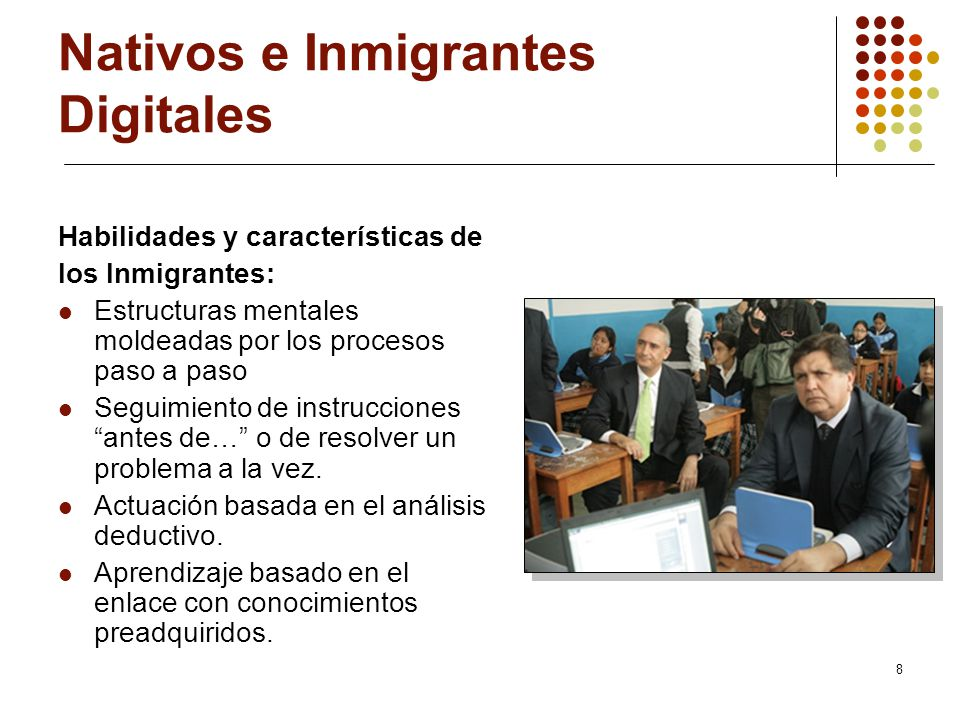 Nativos e Inmigrantes
Digitales
Habilidades y características de
los Inmigrantes:
Estructuras mentales
moldeadas por los procesos
paso a paso
Seguimiento de instrucciones
“antes de…” o de resolver un
problema a la vez.
Actuación basada en el análisis
deductivo.
Aprendizaje basado en el
enlace con conocimientos
preadquiridos.
8